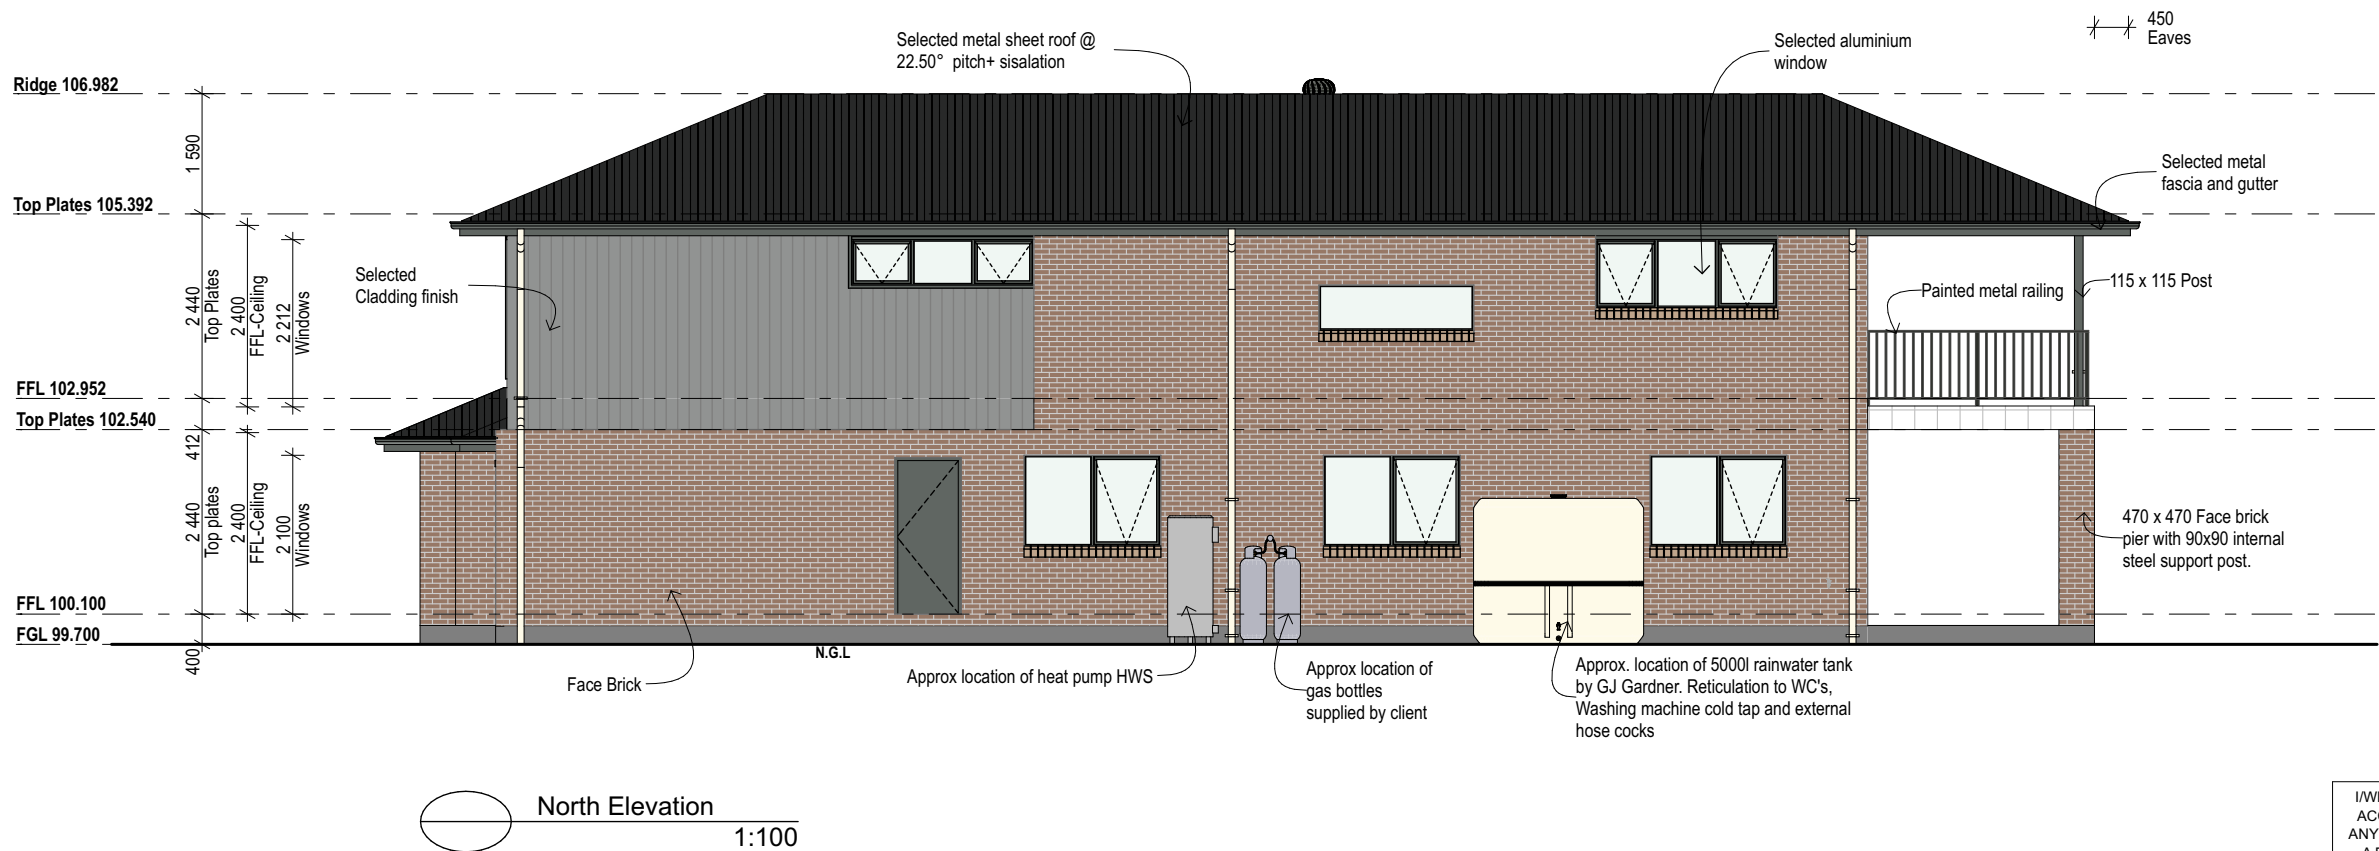 450
Eaves
Selected metal sheet roof @
22.50° pitch+ sisalation
Selected aluminium
window
Ridge 106.982
1 590
Selected metal
fascia and gutter
Top Plates 105.392
2 440
Top Plates
2 400
FFL-Ceiling
2 212
Windows
Selected
Cladding finish
115 x 115 Post
Painted metal railing
FFL 102.952
Top Plates 102.540
412
2 440
Top plates
2 400
FFL-Ceiling
2 100
Windows
470 x 470 Face brick
pier with 90x90 internal
steel support post.
FFL 100.100
FGL 99.700
400
N.G.L
Face Brick
Approx location of heat pump HWS
Approx location of
gas bottles
supplied by client
Approx. location of 5000l rainwater tank
by GJ Gardner. Reticulation to WC's,
Washing machine cold tap and external
hose cocks
North Elevation
1:100
I/W
AC
ANY